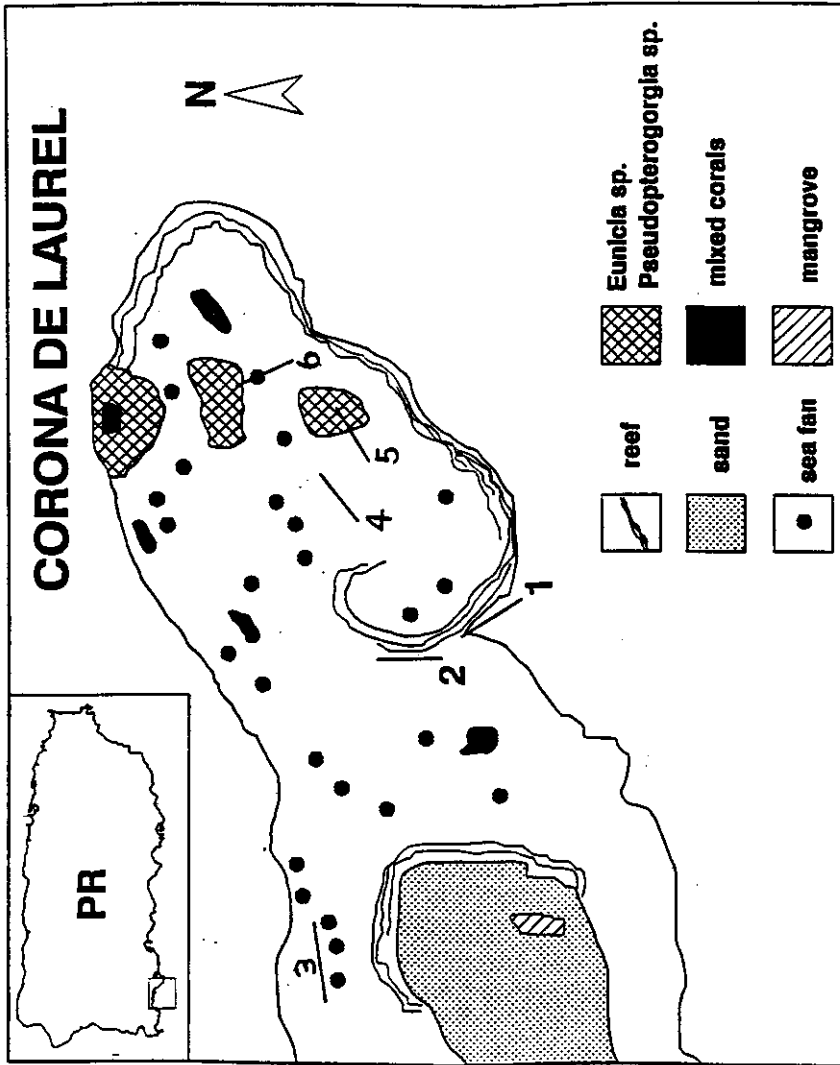 CORONA DE LAUREL
PR
N
1
2
3
4
5
6
reef
Eunicia sp.
Pseudopterogorgia sp.
sand
mixed corals
sea fan
mangrove